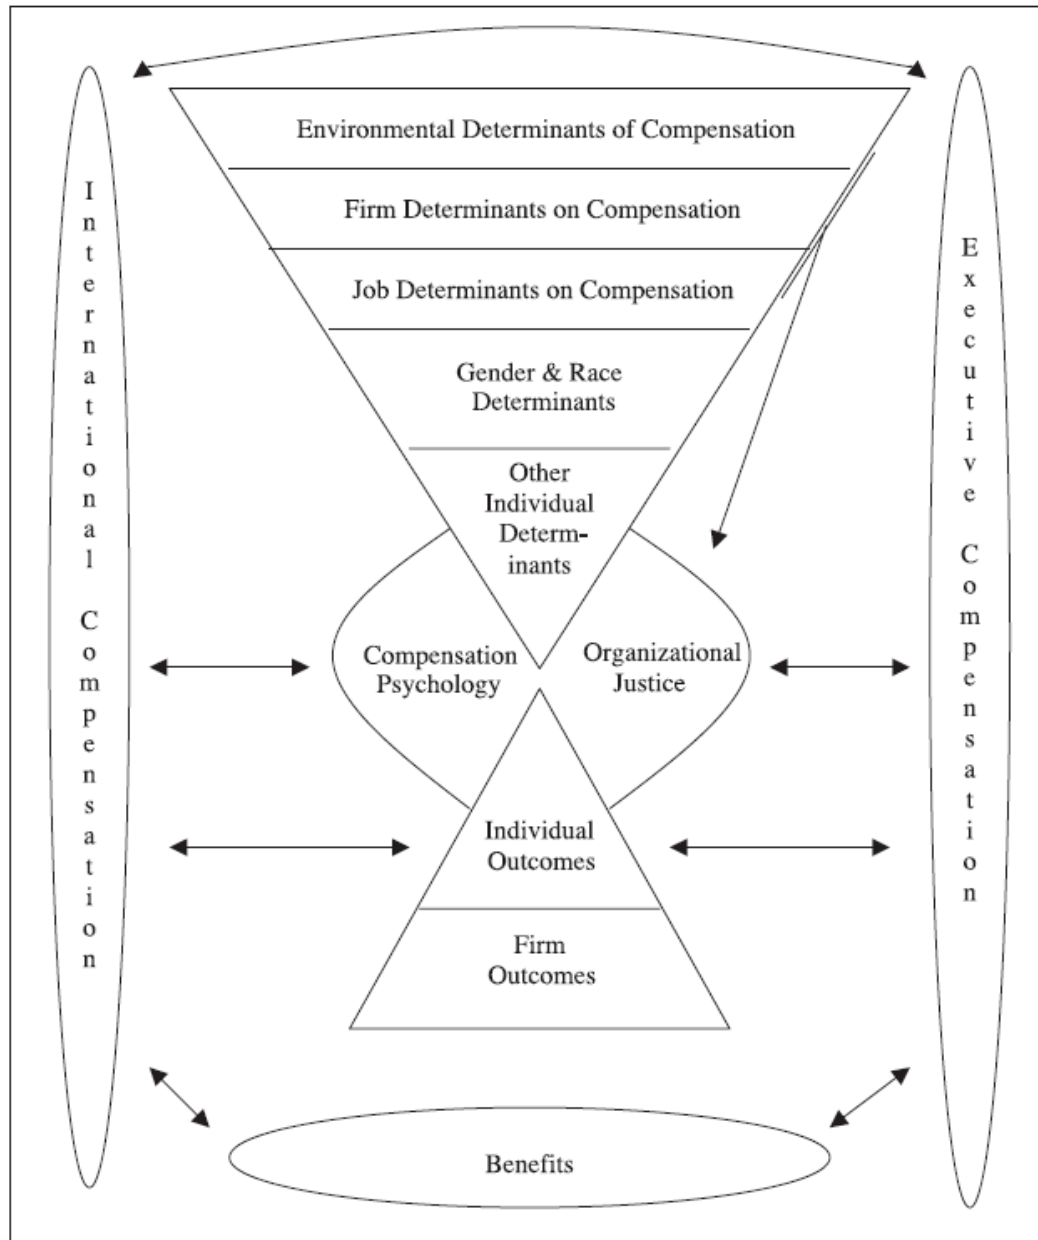 Environmental Determinants of Compensation
Firm Determinants on Compensation
Job Determinants on Compensation
Gender & Race
Determinants
Other
Individual
Determ-
inants
International Compensation
Executive Compensation
Compensation
Psychology
Organizational
Justice
Individual
Outcomes
Firm
Outcomes
Benefits